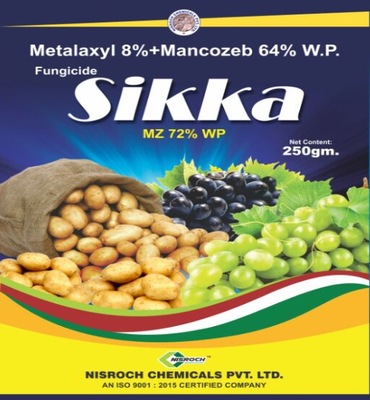 Metalaxyl 8%+Mancozeb 64% W.P.
Fungicide
Sikka
MZ 72% WP
Net Content:
250gm.
NISROCH
NISROCH CHEMICALS PVT. LTD.
AN ISO 9001 : 2015 CERTIFIED COMPANY